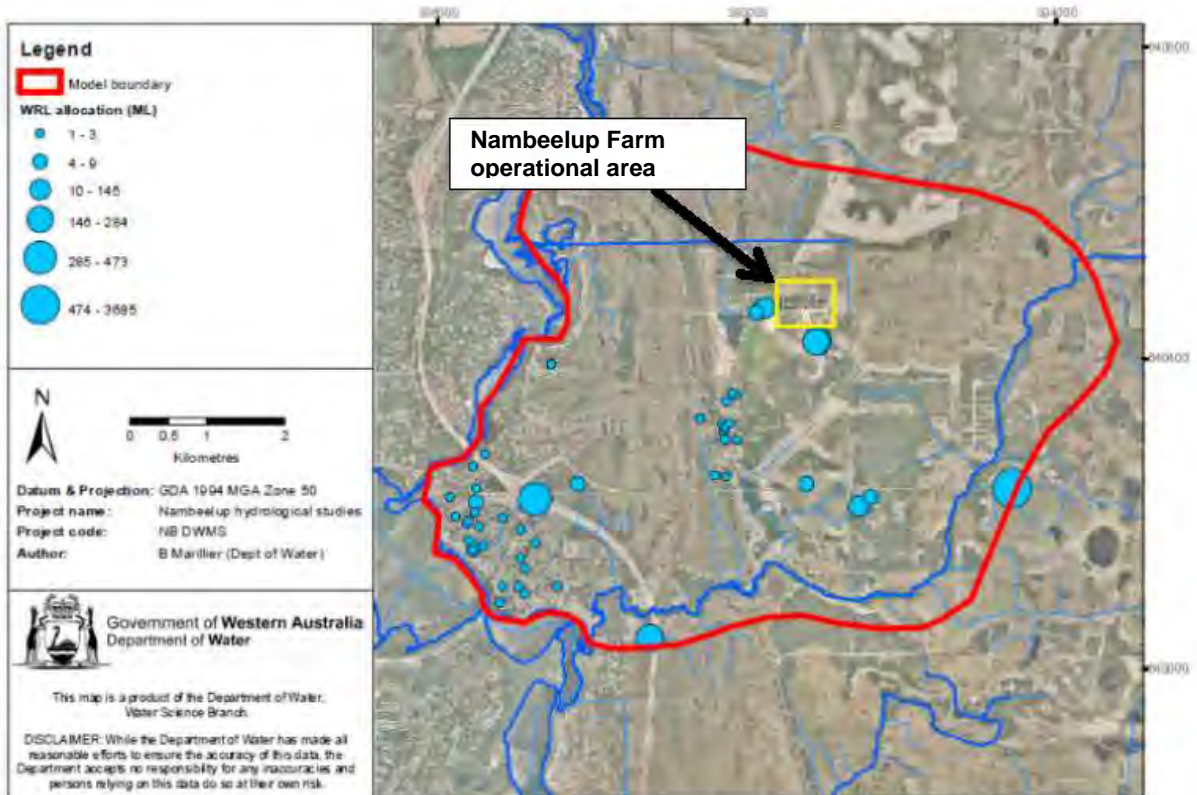 Legend
Model boundary
WRL allocation (ML)
1 - 3
4 - 9
10 - 145
146 - 284
285 - 473
474 - 3695
N
0 0.5 1 2
Kilometres
Datum & Projection: GDA 1994 MGA Zone 50
Project name: Nambeelup hydrological studies
Project code: NB DWMS
Author: B Marillier (Dept of Water)
Government of Western Australia
Department of Water
This map is a product of the Department of Water,
Water Science Branch.
DISCLAIMER: While the Department of Water has made all
reasonable efforts to ensure the accuracy of this data, the
Department accepts no responsibility for any inaccuracies and
persons relying on this data do so at their own risk.
Nambeelup Farm
operational area